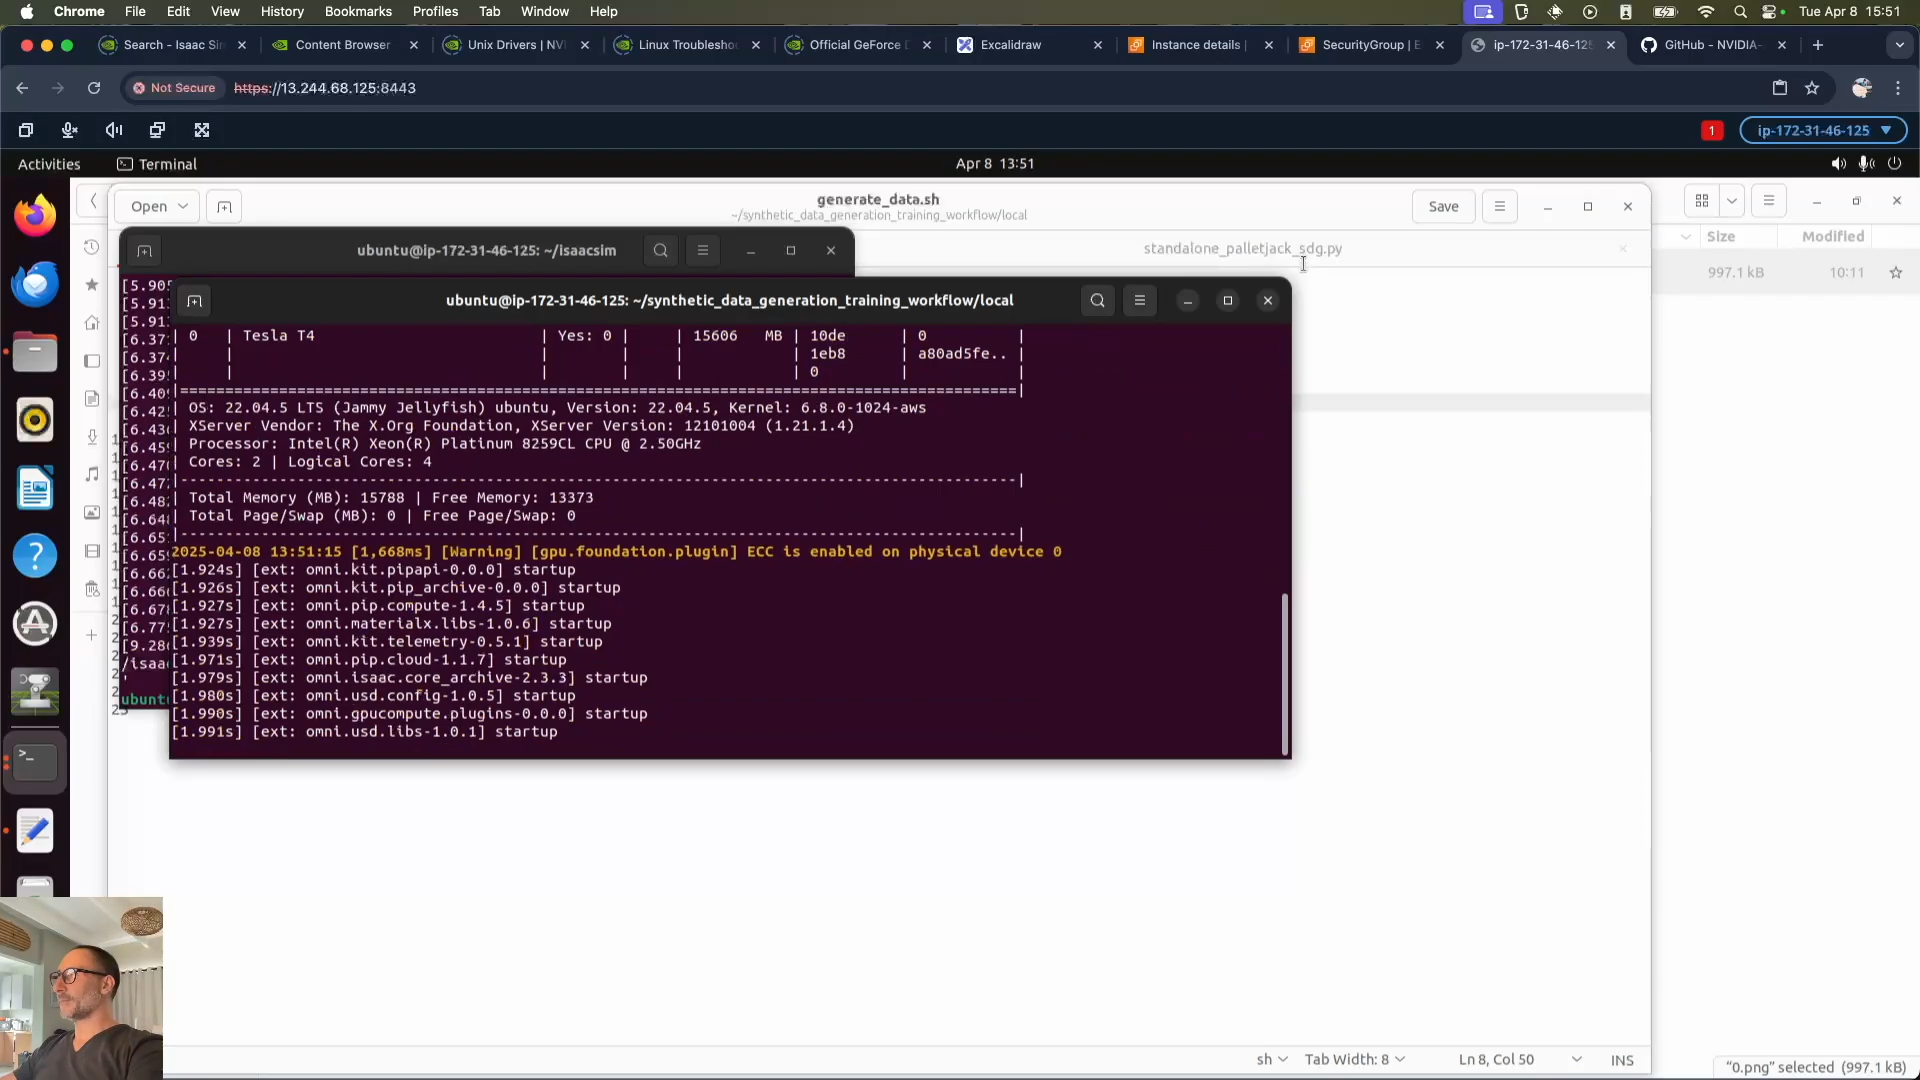 Chrome File Edit View History Bookmarks Profiles Tab Window Help Tue Apr 8 15:51
Search - Isaac Sin Content Browser Unix Drivers | NVI Linux Troublesho Official GeForce D Excalidraw Instance details | SecurityGroup | E ip-172-31-46-125 GitHub - NVIDIA-
Not Secure https://13.244.68.125:8443
1 ip-172-31-46-125
Activities Terminal Apr 8 13:51
Open generate_data.sh Save
~/synthetic_data_generation_training_workflow/local
standalone_palletjack_sdg.py
Size Modified
997.1 kB 10:11
ubuntu@ip-172-31-46-125: ~/isaacsim
ubuntu@ip-172-31-46-125: ~/synthetic_data_generation_training_workflow/local
| 0 | Tesla T4 | Yes: 0 | | 15606 MB | 10de | 0 |
| | | | | | 1eb8 | a80ad5fe.. |
| | | | | | 0 | |
|==============================================================================================|
| OS: 22.04.5 LTS (Jammy Jellyfish) ubuntu, Version: 22.04.5, Kernel: 6.8.0-1024-aws
| XServer Vendor: The X.Org Foundation, XServer Version: 12101004 (1.21.1.4)
| Processor: Intel(R) Xeon(R) Platinum 8259CL CPU @ 2.50GHz
| Cores: 2 | Logical Cores: 4
|----------------------------------------------------------------------------------------------|
| Total Memory (MB): 15788 | Free Memory: 13373
| Total Page/Swap (MB): 0 | Free Page/Swap: 0
|----------------------------------------------------------------------------------------------|
2025-04-08 13:51:15 [1,668ms] [Warning] [gpu.foundation.plugin] ECC is enabled on physical device 0
[1.924s] [ext: omni.kit.pipapi-0.0.0] startup
[1.926s] [ext: omni.kit.pip_archive-0.0.0] startup
[1.927s] [ext: omni.pip.compute-1.4.5] startup
[1.927s] [ext: omni.materialx.libs-1.0.6] startup
[1.939s] [ext: omni.kit.telemetry-0.5.1] startup
[1.971s] [ext: omni.pip.cloud-1.1.7] startup
[1.979s] [ext: omni.isaac.core_archive-2.3.3] startup
[1.980s] [ext: omni.usd.config-1.0.5] startup
[1.990s] [ext: omni.gpucompute.plugins-0.0.0] startup
[1.991s] [ext: omni.usd.libs-1.0.1] startup
/isaa
ubunt
sh Tab Width: 8 Ln 8, Col 50 INS
“0.png” selected (997.1 kB)